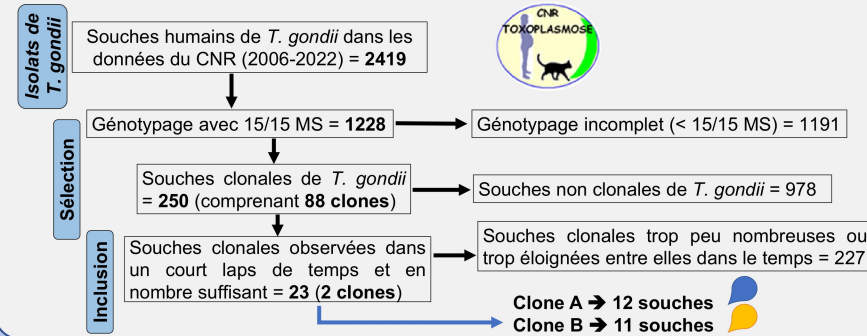 Isolats de
T. gondii
Souches humains de T. gondii dans les
données du CNR (2006-2022) = 2419
CNR
TOXOPLASMOSE
Génotypage avec 15/15 MS = 1228
Génotypage incomplet (< 15/15 MS) = 1191
Sélection
Souches clonales de T. gondii
= 250 (comprenant 88 clones)
Souches non clonales de T. gondii = 978
Inclusion
Souches clonales observées dans
un court laps de temps et en
nombre suffisant = 23 (2 clones)
Souches clonales trop peu nombreuses ou
trop éloignées entre elles dans le temps = 227
Clone A ➔ 12 souches
Clone B ➔ 11 souches